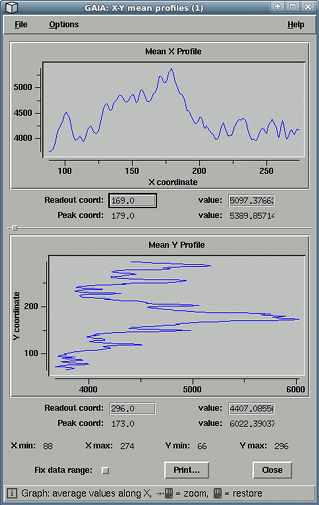 GAIA: X-Y mean profiles (1)
File Options Help
Mean X Profile
5000
4500
4000
100 150 200 250
X coordinate
Readout coord: 169.0 value: 5097.3766
Peak coord: 179.0 value: 5389.85714
Mean Y Profile
Y coordinate
200
100
4000 5000 6000
Readout coord: 296.0 value: 4407.0855
Peak coord: 173.0 value: 6022.39037
X min: 88 X max: 274 Y min: 66 Y max: 296
Fix data range: Print... Close
Graph: average values along X, = zoom, = restore